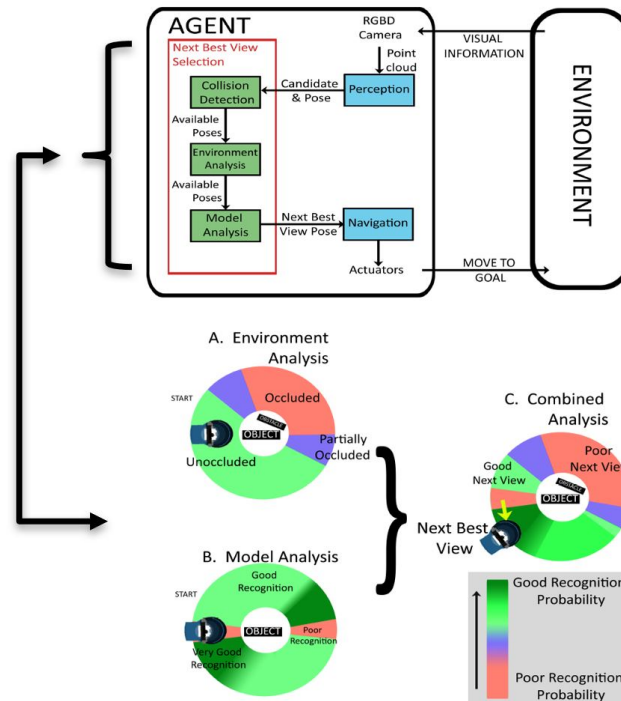 AGENT
RGBD
Camera
VISUAL
INFORMATION
Next Best View
Selection
Point
cloud
Collision
Detection
Candidate
& Pose
Perception
Available
Poses
Environment
Analysis
Available
Poses
Model
Analysis
Next Best
View Pose
Navigation
Actuators
MOVE TO
GOAL
ENVIRONMENT
A. Environment
Analysis
START
Occluded
OBSTACLE
OBJECT
Unoccluded
Partially
Occluded
B. Model Analysis
START
Good
Recognition
OBJECT
Poor
Recognition
Very Good
Recognition
C. Combined
Analysis
Good
Next View
Poor
Next View
OBSTACLE
OBJECT
Next Best
View
Good Recognition
Probability
Poor Recognition
Probability